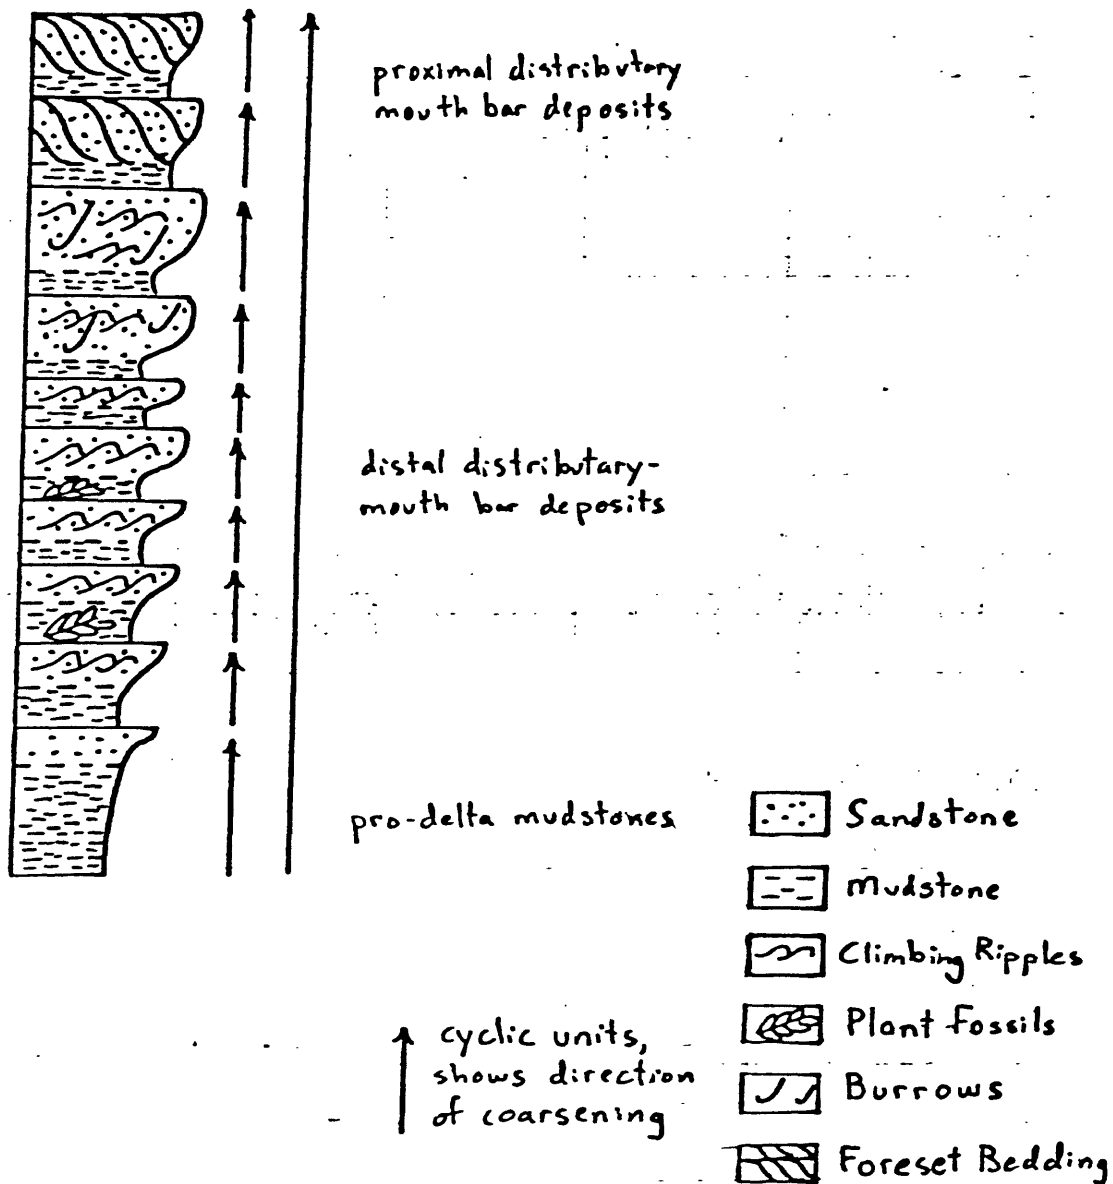 proximal distributary
mouth bar deposits
distal distributary-
mouth bar deposits
pro-delta mudstones
Sandstone
Mudstone
Climbing Ripples
Plant Fossils
Burrows
Foreset Bedding
cyclic units,
shows direction
of coarsening